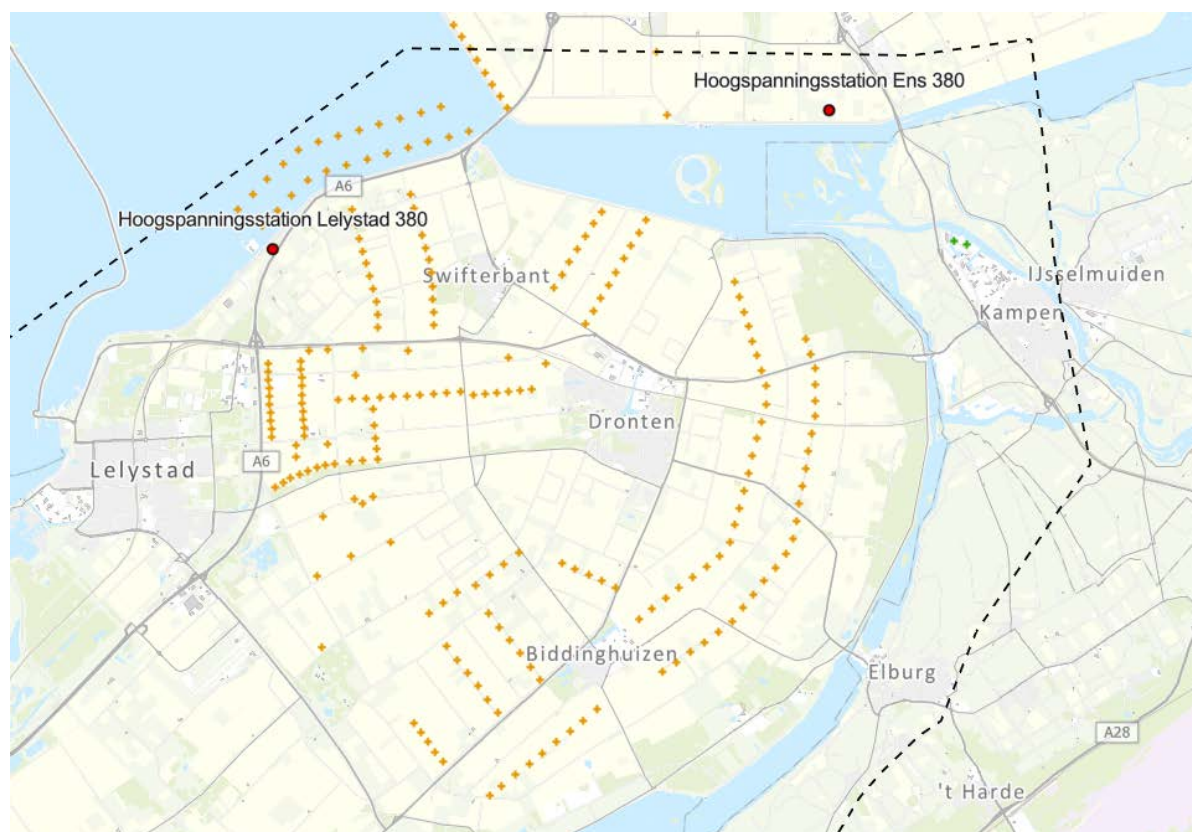 Hoogspanningsstation Ens 380
A6
Hoogspanningsstation Lelystad 380
Swifterbant
IJsselmuiden
Kampen
Dronten
A6
Lelystad
Biddinghuizen
Elburg
A28
't Harde